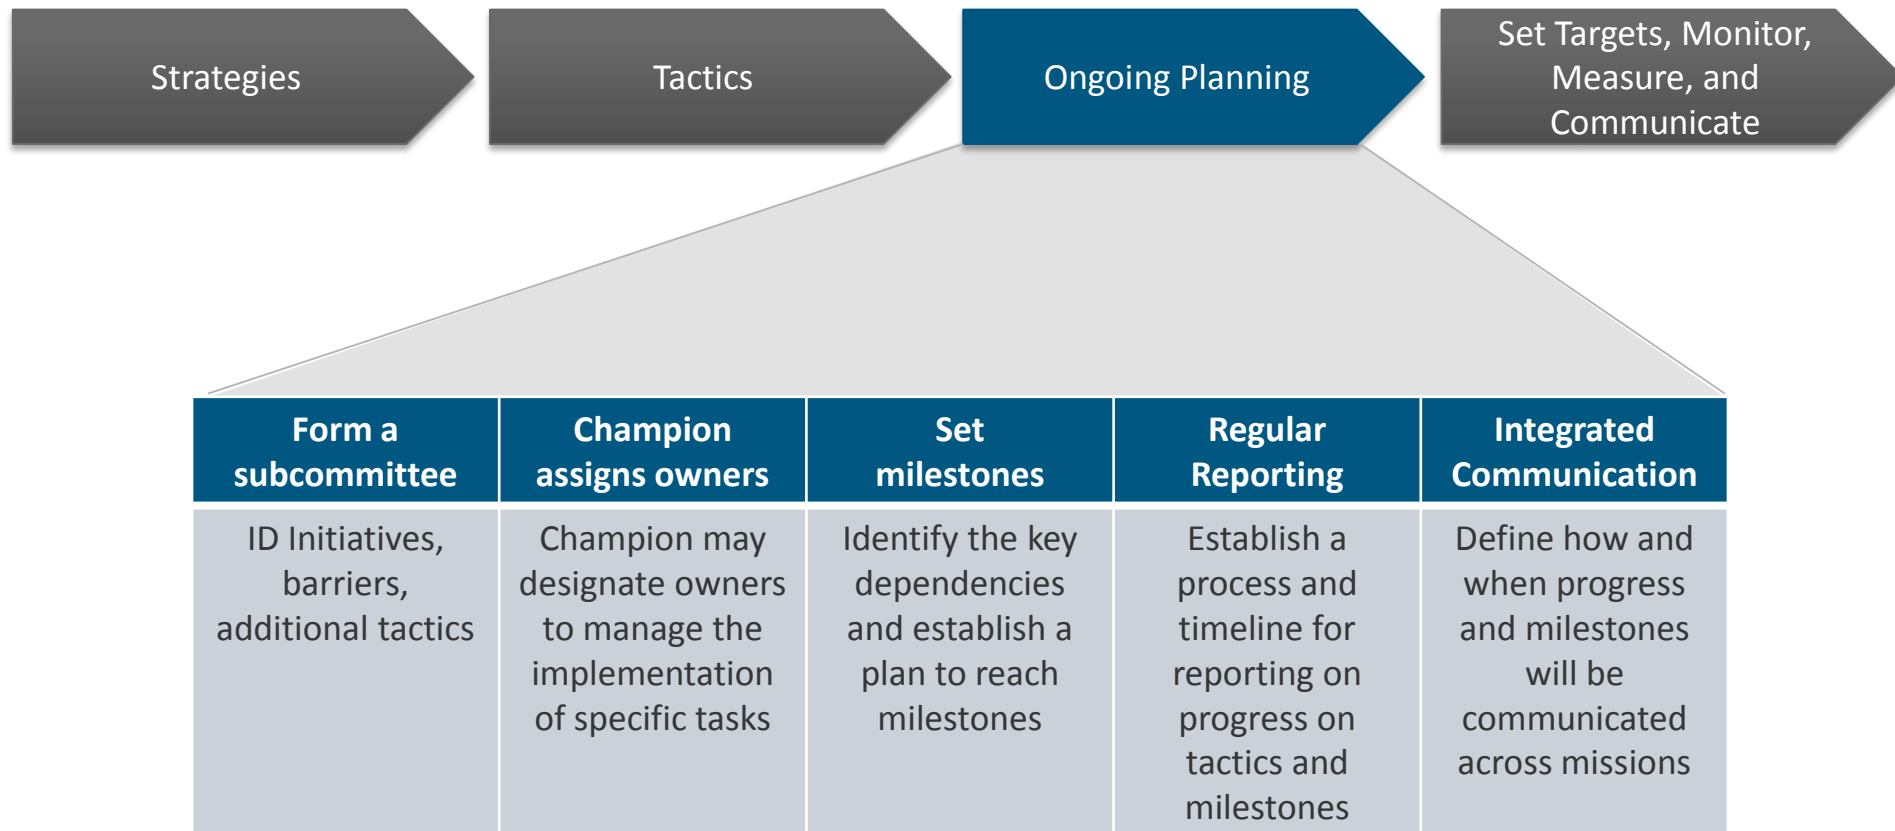 Strategies
Tactics
Ongoing Planning
Set Targets, Monitor,
Measure, and
Communicate
Form a
subcommittee
Champion
assigns owners
Set
milestones
Regular
Reporting
Integrated
Communication
ID Initiatives,
barriers,
additional tactics
Champion may
designate owners
to manage the
implementation
of specific tasks
Identify the key
dependencies
and establish a
plan to reach
milestones
Establish a
process and
timeline for
reporting on
progress on
tactics and
milestones
Define how and
when progress
and milestones
will be
communicated
across missions